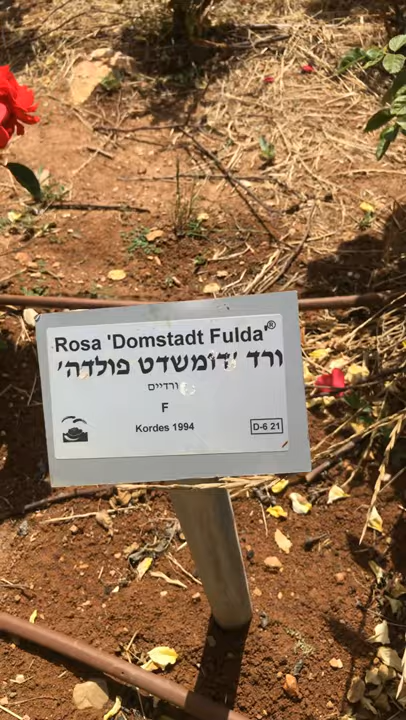 Rosa 'Domstadt Fulda'®
ורד 'דומשדט פולדה'
ורדיים
F
Kordes 1994
D-6 21